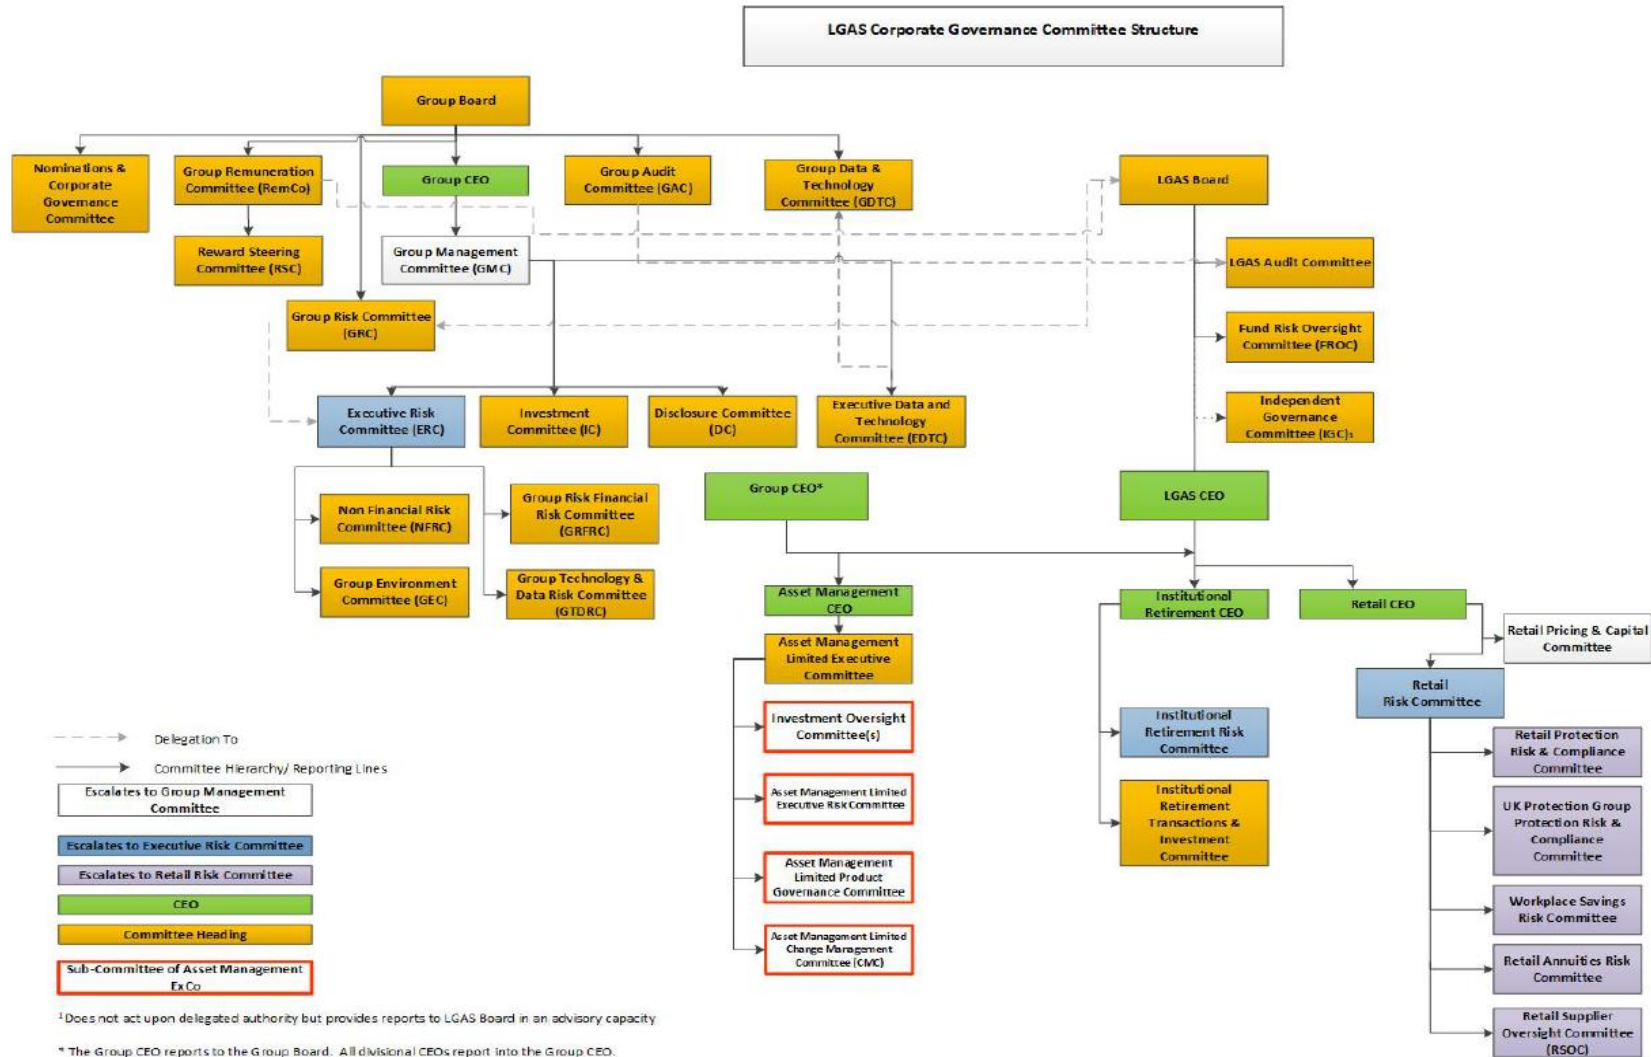 LGAS Corporate Governance Committee Structure
Group Board
Nominations &
Corporate
Governance
Committee
Group Remuneration
Committee (RemCo)
Group CEO
Group Audit
Committee (GAC)
Group Data &
Technology
Committee (GDTC)
LGAS Board
Reward Steering
Committee (RSC)
Group Management
Committee (GMC)
LGAS Audit Committee
Group Risk Committee
(GRC)
Fund Risk Oversight
Committee (FROC)
Executive Risk
Committee (ERC)
Investment
Committee (IC)
Disclosure Committee
(DC)
Executive Data and
Technology
Committee (EDTC)
Independent
Governance
Committee (IGC)₁
Group CEO*
LGAS CEO
Non Financial Risk
Committee (NFRC)
Group Risk Financial
Risk Committee
(GRFRC)
Group Environment
Committee (GEC)
Group Technology &
Data Risk Committee
(GTDRC)
Asset Management
CEO
Institutional
Retirement CEO
Retail CEO
Retail Pricing & Capital
Committee
Asset Management
Limited Executive
Committee
Retail
Risk Committee
Investment Oversight
Committee(s)
Institutional
Retirement Risk
Committee
Retail Protection
Risk & Compliance
Committee
Asset Management Limited
Executive Risk Committee
Institutional
Retirement
Transactions &
Investment
Committee
UK Protection Group
Protection Risk &
Compliance
Committee
Asset Management
Limited Product
Governance Committee
Workplace Savings
Risk Committee
Asset Management Limited
Change Management
Committee (CMC)
Retail Annuities Risk
Committee
Retail Supplier
Oversight Committee
(RSOC)
Delegation To
Committee Hierarchy/ Reporting Lines
Escalates to Group Management
Committee
Escalates to Executive Risk Committee
Escalates to Retail Risk Committee
CEO
Committee Heading
Sub-Committee of Asset Management
ExCo
¹Does not act upon delegated authority but provides reports to LGAS Board in an advisory capacity
* The Group CEO reports to the Group Board. All divisional CEOs report into the Group CEO.